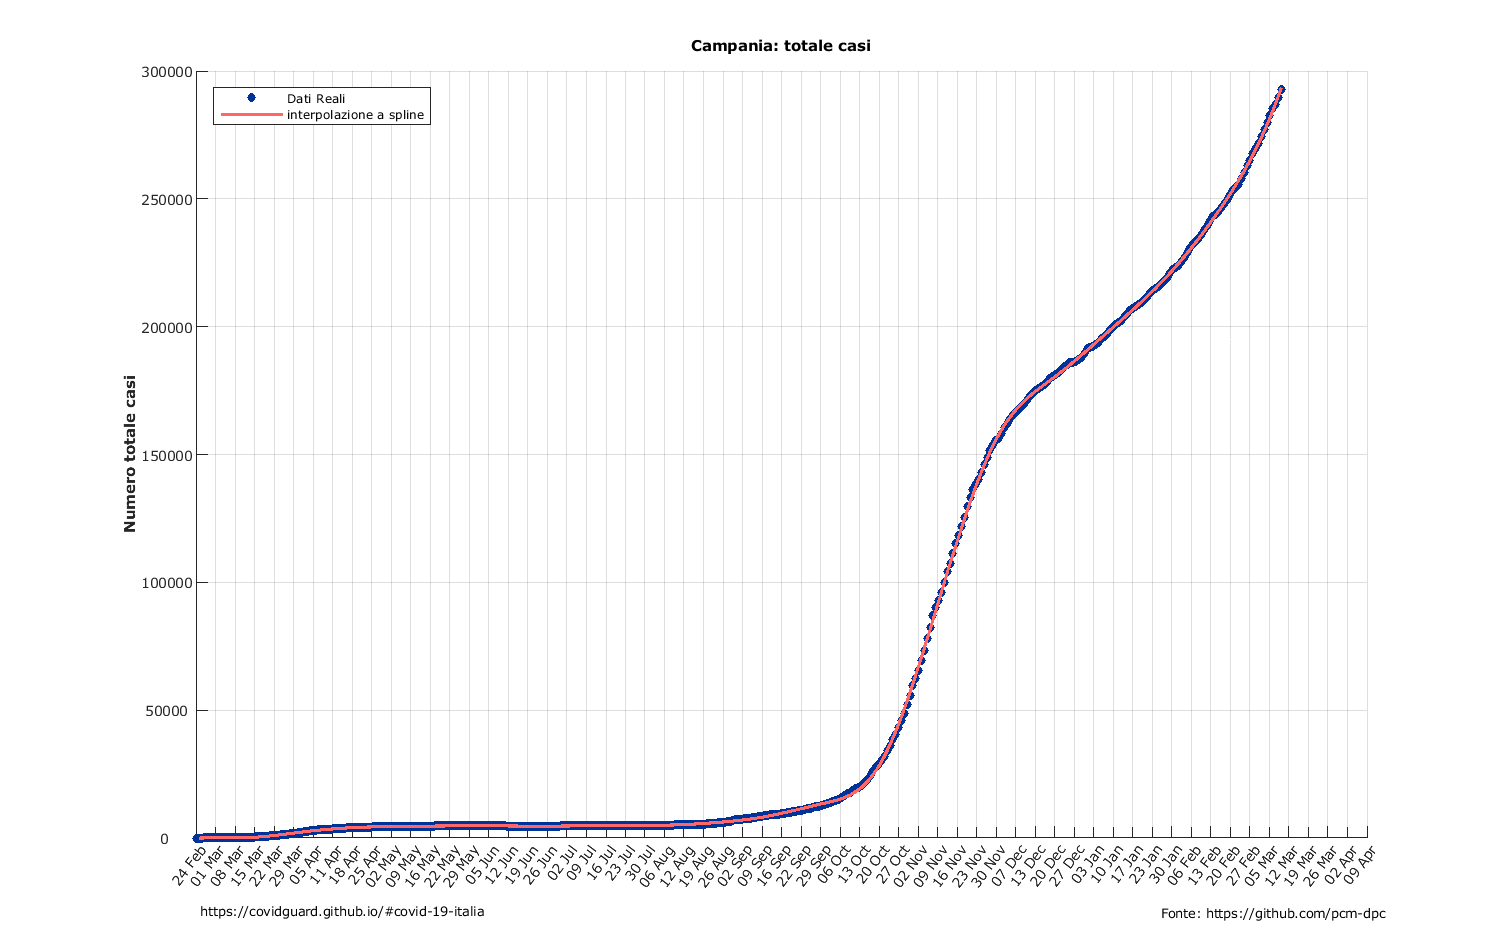 Campania: totale casi
300000
250000
200000
150000
100000
50000
0
Numero totale casi
Dati Reali
interpolazione a spline
24 Feb
01 Mar
08 Mar
15 Mar
22 Mar
29 Mar
05 Apr
11 Apr
18 Apr
25 Apr
02 May
09 May
16 May
22 May
29 May
05 Jun
12 Jun
19 Jun
26 Jun
02 Jul
09 Jul
16 Jul
23 Jul
30 Jul
06 Aug
12 Aug
19 Aug
26 Aug
02 Sep
09 Sep
16 Sep
22 Sep
29 Sep
06 Oct
13 Oct
20 Oct
27 Oct
02 Nov
09 Nov
16 Nov
23 Nov
30 Nov
07 Dec
13 Dec
20 Dec
27 Dec
03 Jan
10 Jan
17 Jan
23 Jan
30 Jan
06 Feb
13 Feb
20 Feb
27 Feb
05 Mar
12 Mar
19 Mar
26 Mar
02 Apr
09 Apr
https://covidguard.github.io/#covid-19-italia
Fonte: https://github.com/pcm-dpc